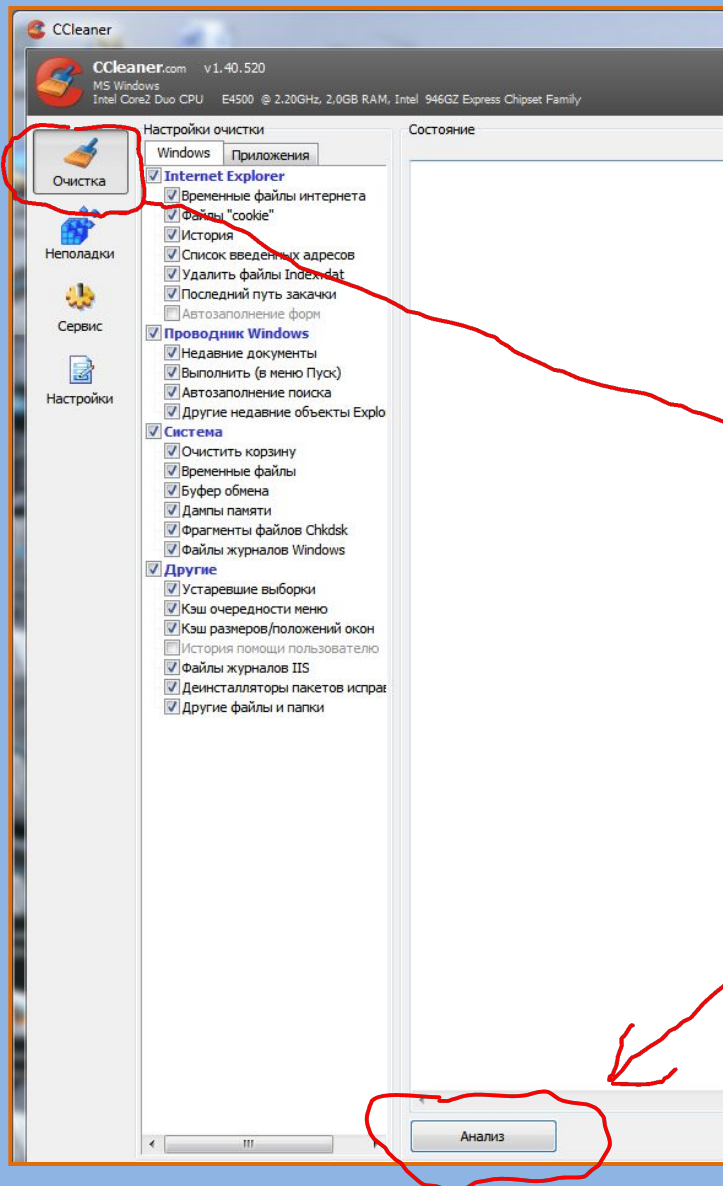 CCleaner
CCleaner.com v1.40.520
MS Windows
Intel Core2 Duo CPU E4500 @ 2.20GHz, 2,0GB RAM, Intel 946GZ Express Chipset Family
Очистка
Неполадки
Сервис
Настройки
Настройки очистки
Windows Приложения
Internet Explorer
Временные файлы интернета
Файлы "cookie"
История
Список введенных адресов
Удалить файлы Index.dat
Последний путь закачки
Автозаполнение форм
Проводник Windows
Недавние документы
Выполнить (в меню Пуск)
Автозаполнение поиска
Другие недавние объекты Explo
Система
Очистить корзину
Временные файлы
Буфер обмена
Дампы памяти
Фрагменты файлов Chkdsk
Файлы журналов Windows
Другие
Устаревшие выборки
Кэш очередности меню
Кэш размеров/положений окон
История помощи пользователю
Файлы журналов IIS
Деинсталляторы пакетов исправ
Другие файлы и папки
Состояние
Анализ